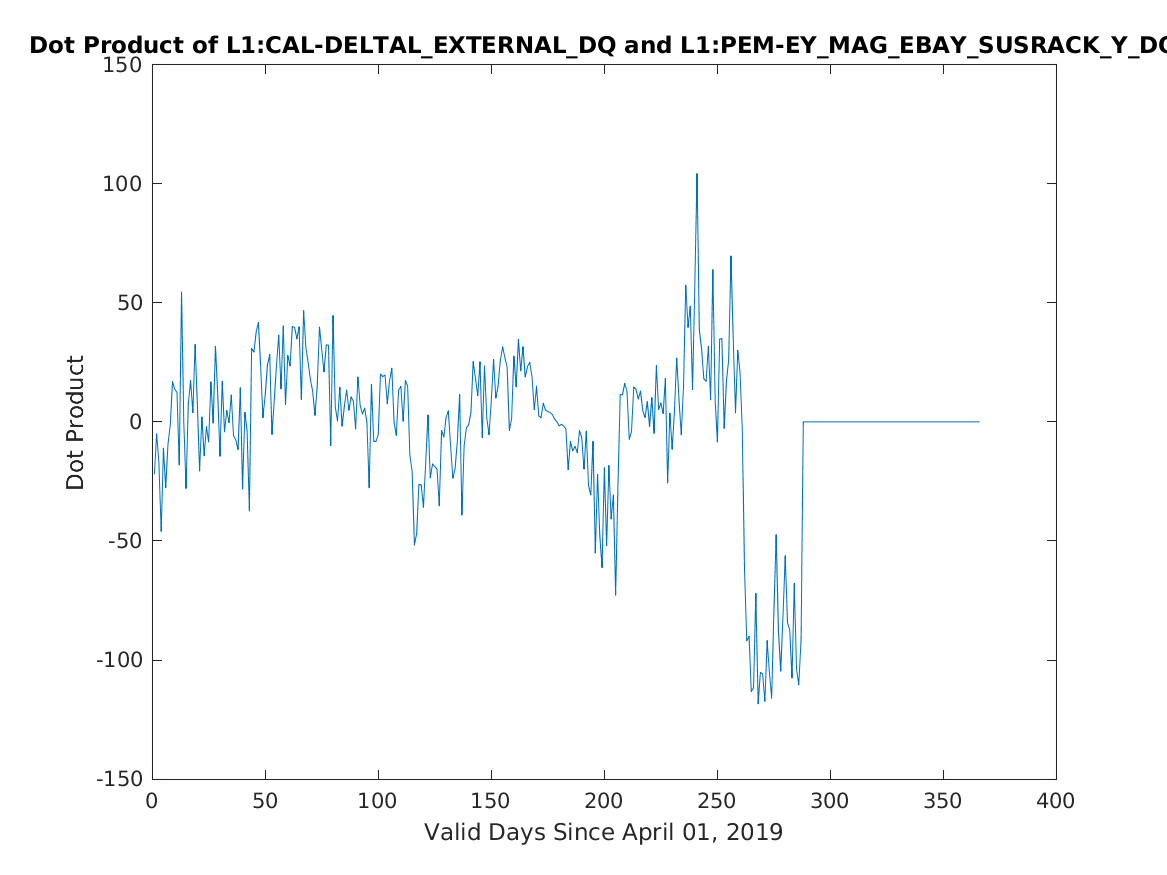 Dot Product of L1:CAL-DELTAL_EXTERNAL_DQ and L1:PEM-EY_MAG_EBAY_SUSRACK_Y_DQ
150
100
50
0
-50
-100
-150
Dot Product
0 50 100 150 200 250 300 350 400
Valid Days Since April 01, 2019